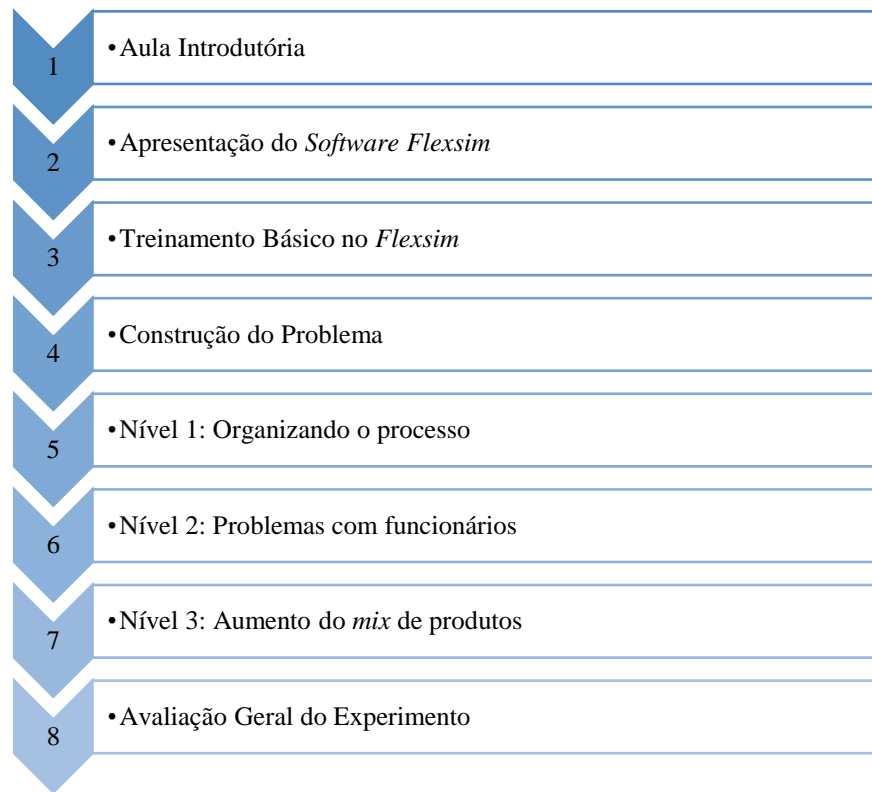 1
•Aula Introdutória
2
•Apresentação do Software Flexsim
3
•Treinamento Básico no Flexsim
4
•Construção do Problema
5
•Nível 1: Organizando o processo
6
•Nível 2: Problemas com funcionários
7
•Nível 3: Aumento do mix de produtos
8
•Avaliação Geral do Experimento